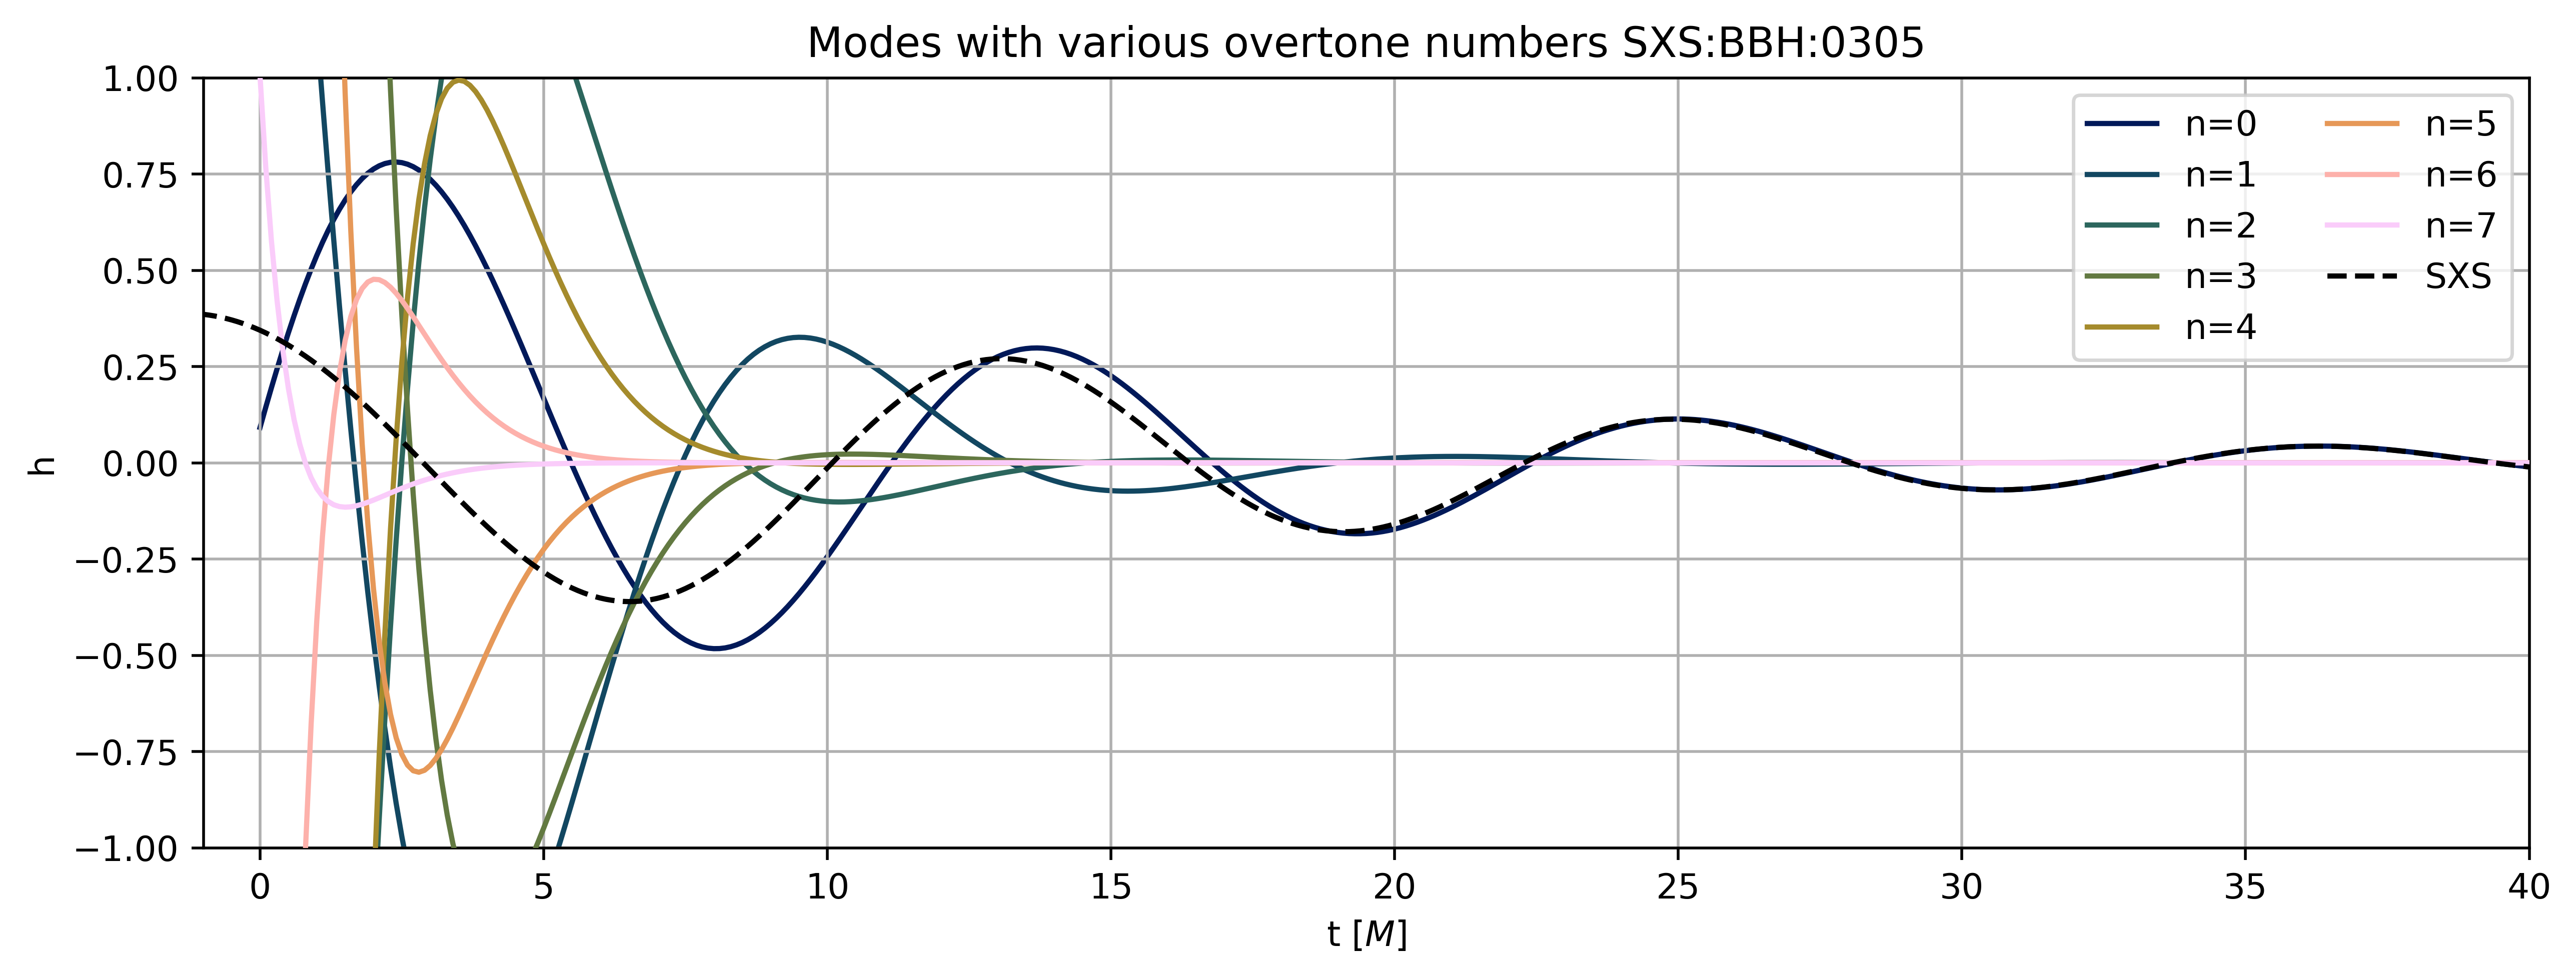 Modes with various overtone numbers SXS:BBH:0305
h
1.00
0.75
0.50
0.25
0.00
−0.25
−0.50
−0.75
−1.00
n=0
n=1
n=2
n=3
n=4
n=5
n=6
n=7
SXS
0 5 10 15 20 25 30 35 40
t [M]